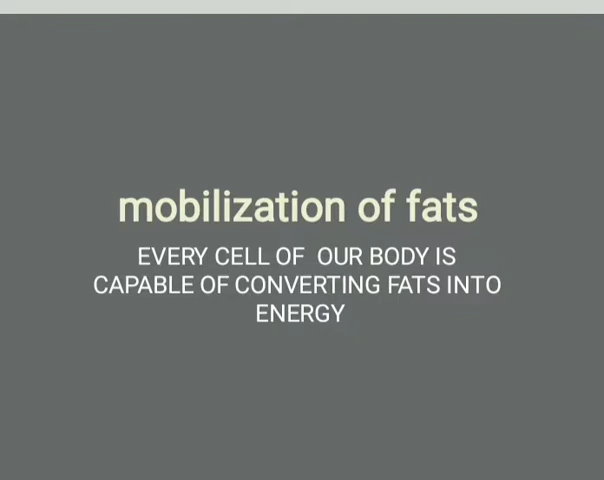 mobilization of fats
EVERY CELL OF  OUR BODY IS
CAPABLE OF CONVERTING FATS INTO
ENERGY